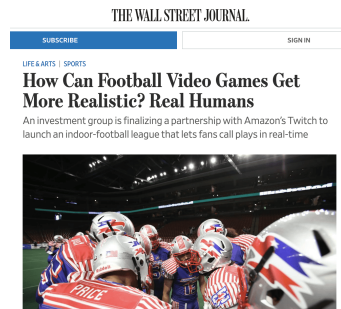 THE WALL STREET JOURNAL.
SUBSCRIBE SIGN IN
LIFE & ARTS | SPORTS
How Can Football Video Games Get
More Realistic? Real Humans
An investment group is finalizing a partnership with Amazon's Twitch to
launch an indoor-football league that lets fans call plays in real-time
PRICE